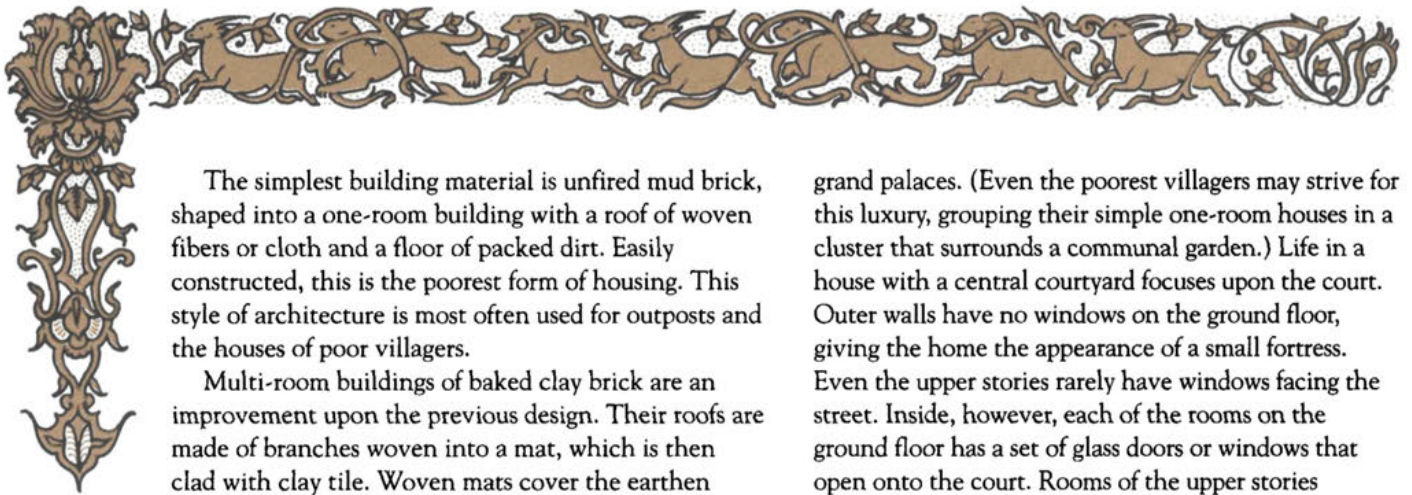 The simplest building material is unfired mud brick,
shaped into a one-room building with a roof of woven
fibers or cloth and a floor of packed dirt. Easily
constructed, this is the poorest form of housing. This
style of architecture is most often used for outposts and
the houses of poor villagers.
Multi-room buildings of baked clay brick are an
improvement upon the previous design. Their roofs are
made of branches woven into a mat, which is then
clad with clay tile. Woven mats cover the earthen
grand palaces. (Even the poorest villagers may strive for
this luxury, grouping their simple one-room houses in a
cluster that surrounds a communal garden.) Life in a
house with a central courtyard focuses upon the court.
Outer walls have no windows on the ground floor,
giving the home the appearance of a small fortress.
Even the upper stories rarely have windows facing the
street. Inside, however, each of the rooms on the
ground floor has a set of glass doors or windows that
open onto the court. Rooms of the upper stories